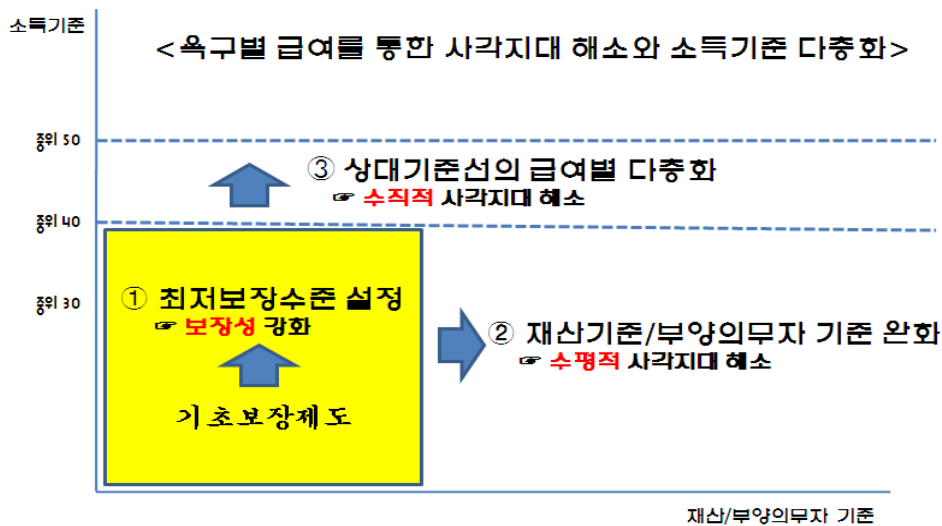 소득기준
<욕구별 급여를 통한 사각지대 해소와 소득기준 다층화>
중위 50
③ 상대기준선의 급여별 다층화
☞ 수직적 사각지대 해소
중위 40
① 최저보장수준 설정
☞ 보장성 강화
중위 30
② 재산기준/부양의무자 기준 완화
☞ 수평적 사각지대 해소
기초보장제도
재산/부양의무자 기준